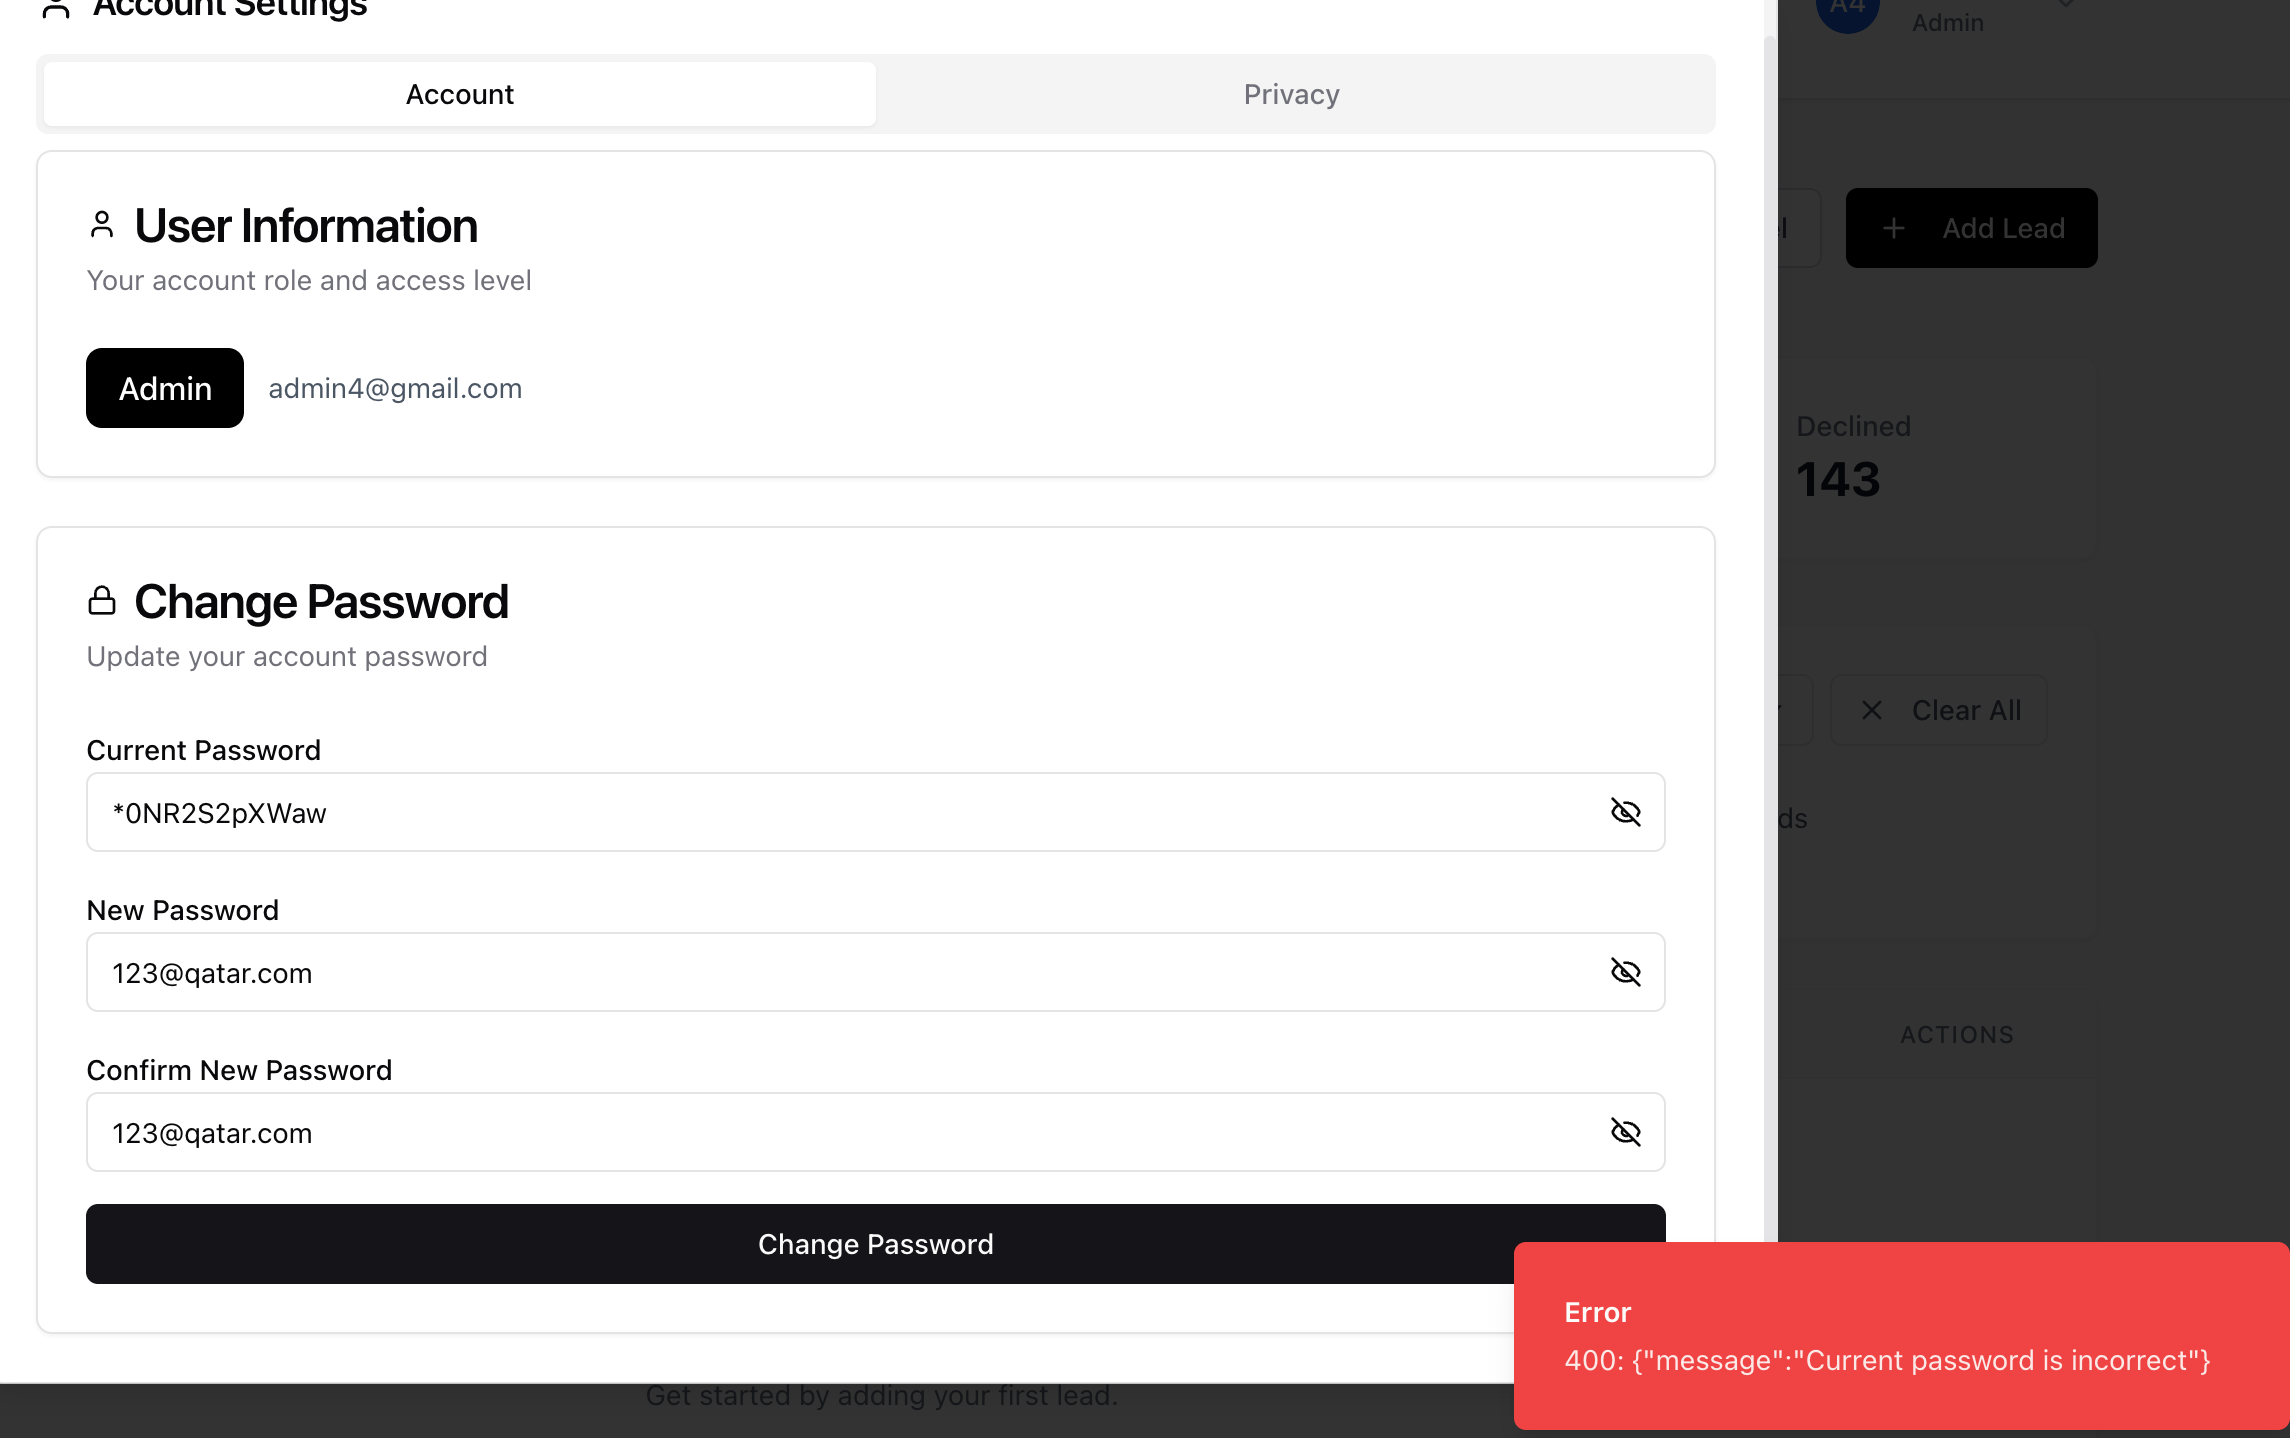 Account Settings
A4
Admin
Account
Privacy
User Information
Your account role and access level
Admin
admin4@gmail.com
Add Lead
Declined
143
Change Password
Update your account password
Clear All
Current Password
*0NR2S2pXWaw
ds
New Password
123@qatar.com
ACTIONS
Confirm New Password
123@qatar.com
Change Password
Error
400: {"message":"Current password is incorrect"}
Get started by adding your first lead.